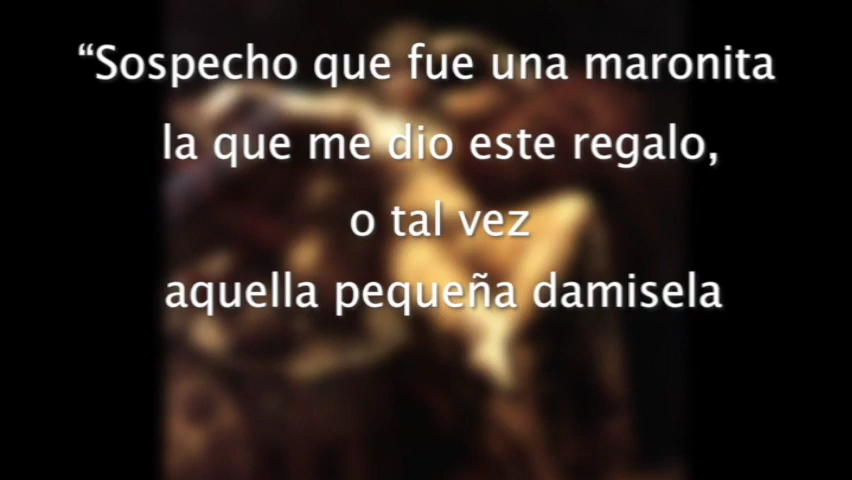 “Sospecho que fue una maronita
la que me dio este regalo,
o tal vez
aquella pequeña damisela